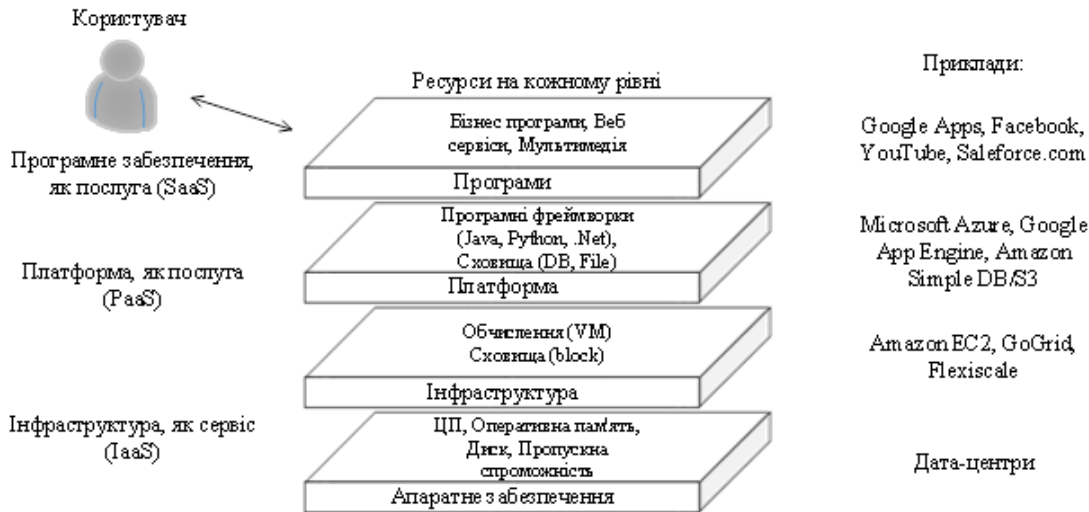 Користувач
Ресурси на кожному рівні
Приклади:
Бізнес програми, Веб
сервіси, Мультимедія
Програми
Google Apps, Facebook,
YouTube, Saleforce.com
Програмне забезпечення,
як послуга (SaaS)
Програмні фреймворки
(Java, Python, .Net),
Сховища (DB, File)
Платформа
Microsoft Azure, Google
App Engine, Amazon
Simple DB/S3
Платформа, як послуга
(PaaS)
Обчислення (VM)
Сховища (block)
Інфраструктура
Amazon EC2, GoGrid,
Flexiscale
Інфраструктура, як сервіс
(IaaS)
ЦП, Оперативна пам'ять,
Диск, Пропускна
спроможність
Апаратне забезпечення
Дата-центри